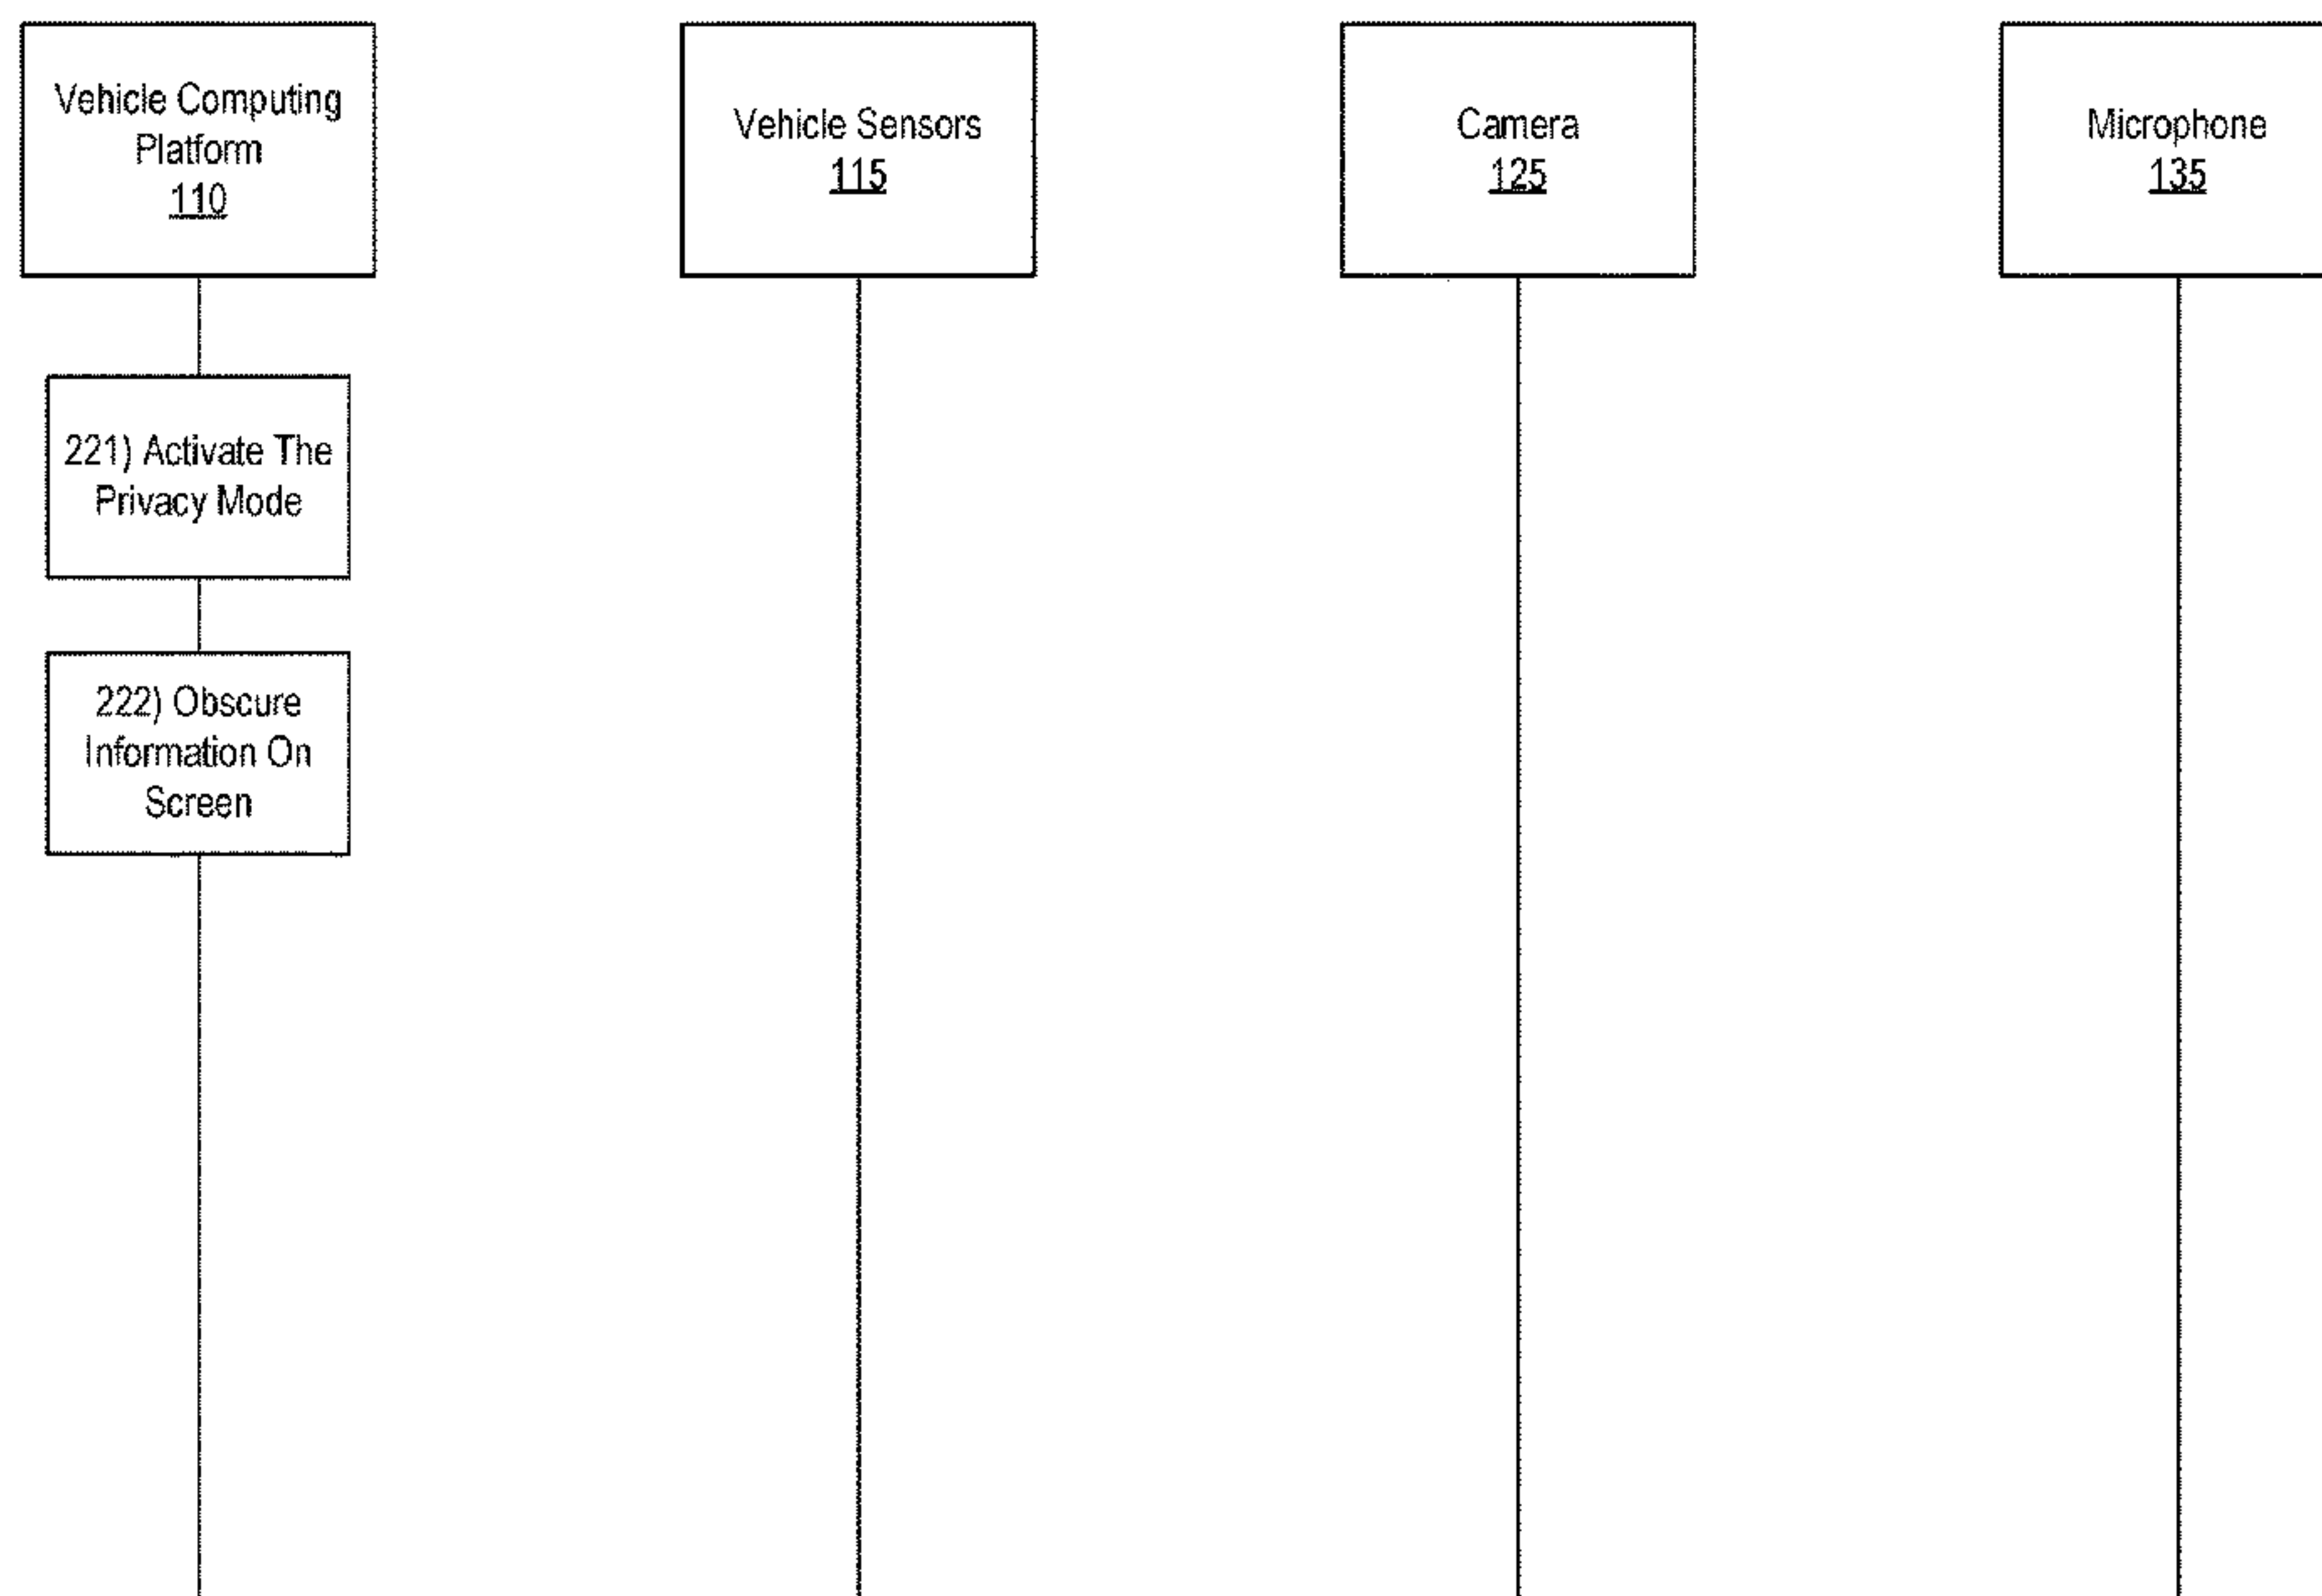 Vehicle Computing
Platform
110
Vehicle Sensors
115
Camera
125
Microphone
135
221) Activate The
Privacy Mode
222) Obscure
Information On
Screen